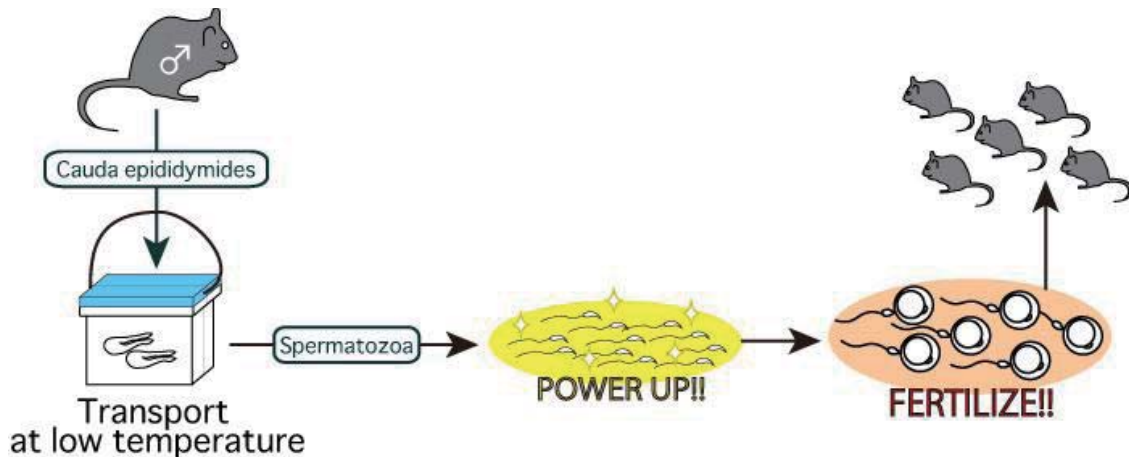 ♂
Cauda epididymides
Transport
at low temperature
Spermatozoa
POWER UP!!
FERTILIZE!!